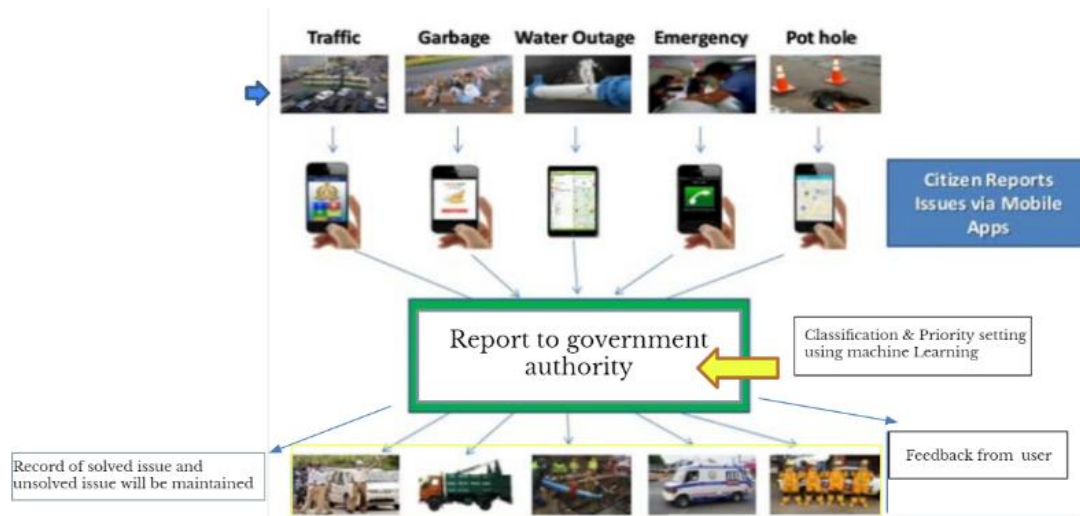 Traffic
Garbage
Water Outage
Emergency
Pot hole
Citizen Reports
Issues via Mobile
Apps
Report to government
authority
Classification & Priority setting
using machine Learning
Record of solved issue and
unsolved issue will be maintained
Feedback from user